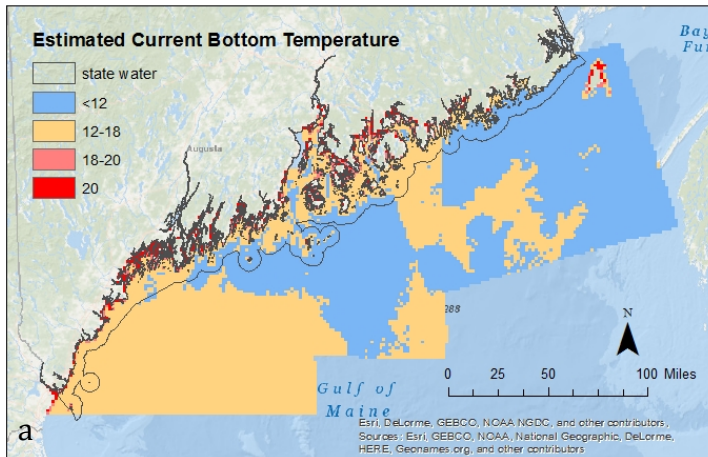 Estimated Current Bottom Temperature
state water
<12
12-18
18-20
20
Augusta
Bay
Fu
288
N
0 25 50 100 Miles
Gulf of
Maine
a
Esri, DeLorme, GEBCO, NOAA NGDC, and other contributors,
Sources: Esri, GEBCO, NOAA, National Geographic, DeLorme,
HERE, Geonames.org, and other contributors